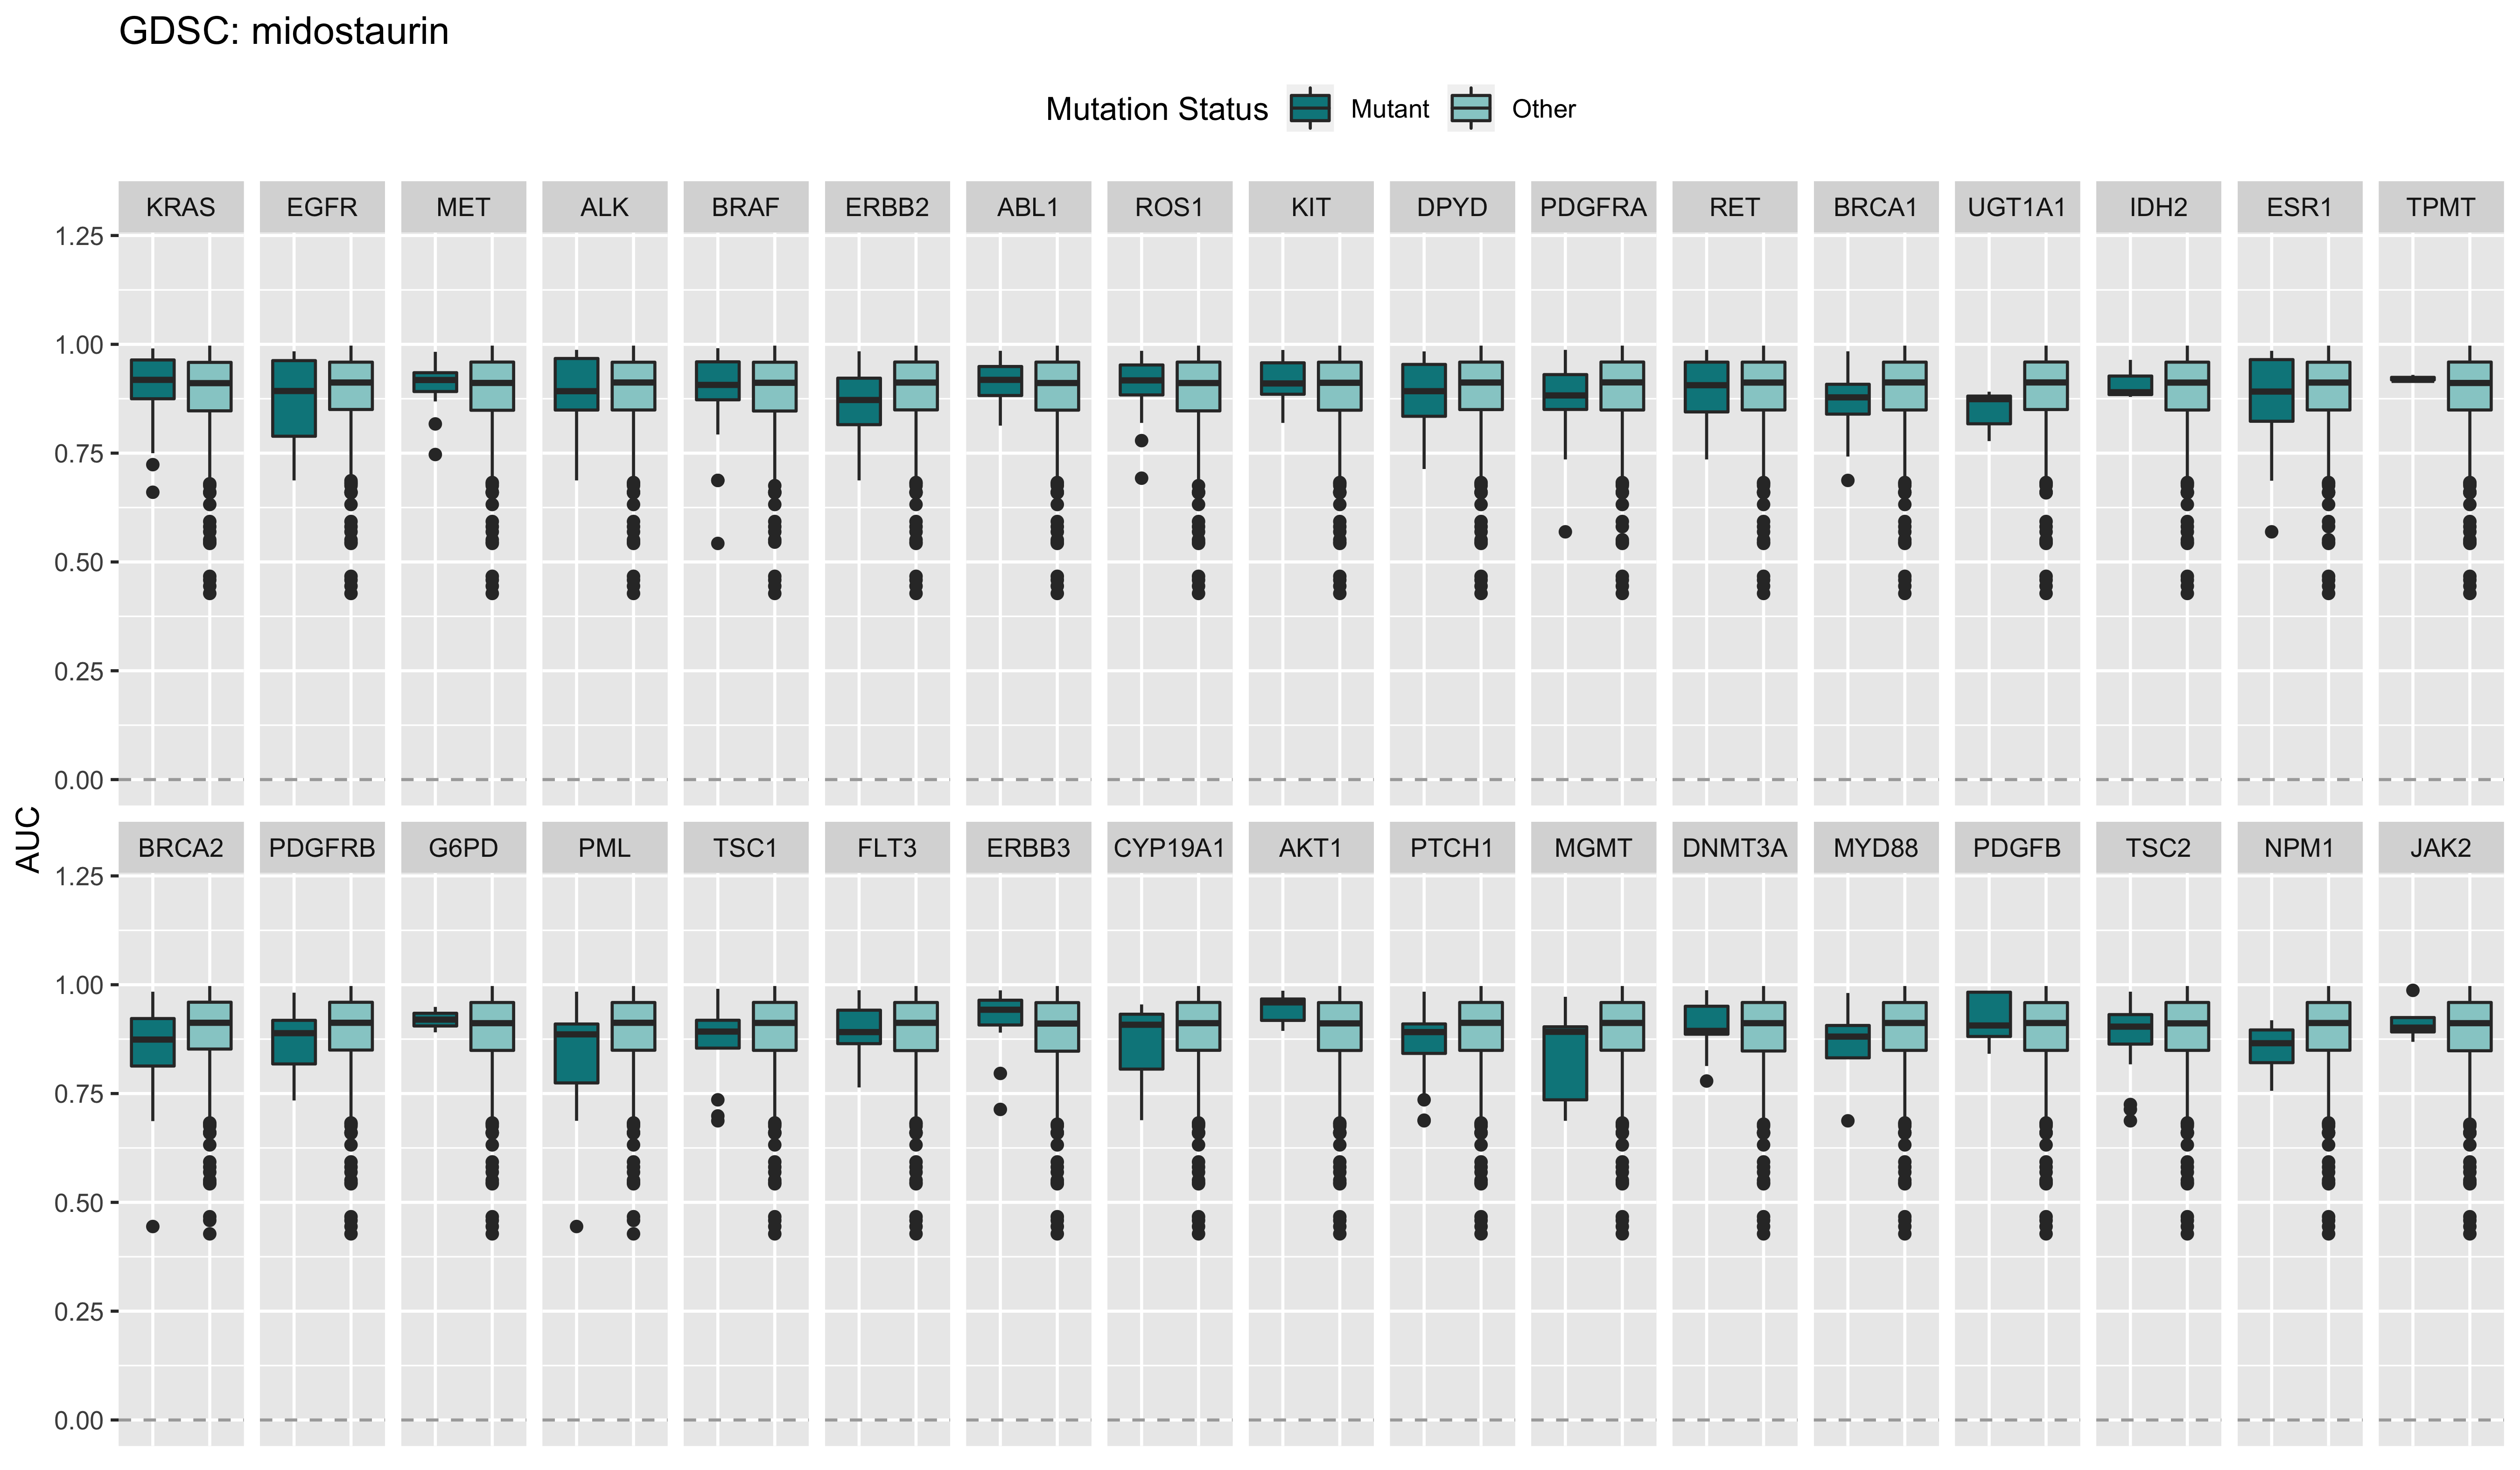 GDSC: midostaurin
Mutation Status Mutant Other
KRAS EGFR MET ALK BRAF ERBB2 ABL1 ROS1 KIT DPYD PDGFRA RET BRCA1 UGT1A1 IDH2 ESR1 TPMT
1.25
1.00
0.75
0.50
0.25
0.00
AUC
BRCA2 PDGFRB G6PD PML TSC1 FLT3 ERBB3 CYP19A1 AKT1 PTCH1 MGMT DNMT3A MYD88 PDGFB TSC2 NPM1 JAK2
1.25
1.00
0.75
0.50
0.25
0.00